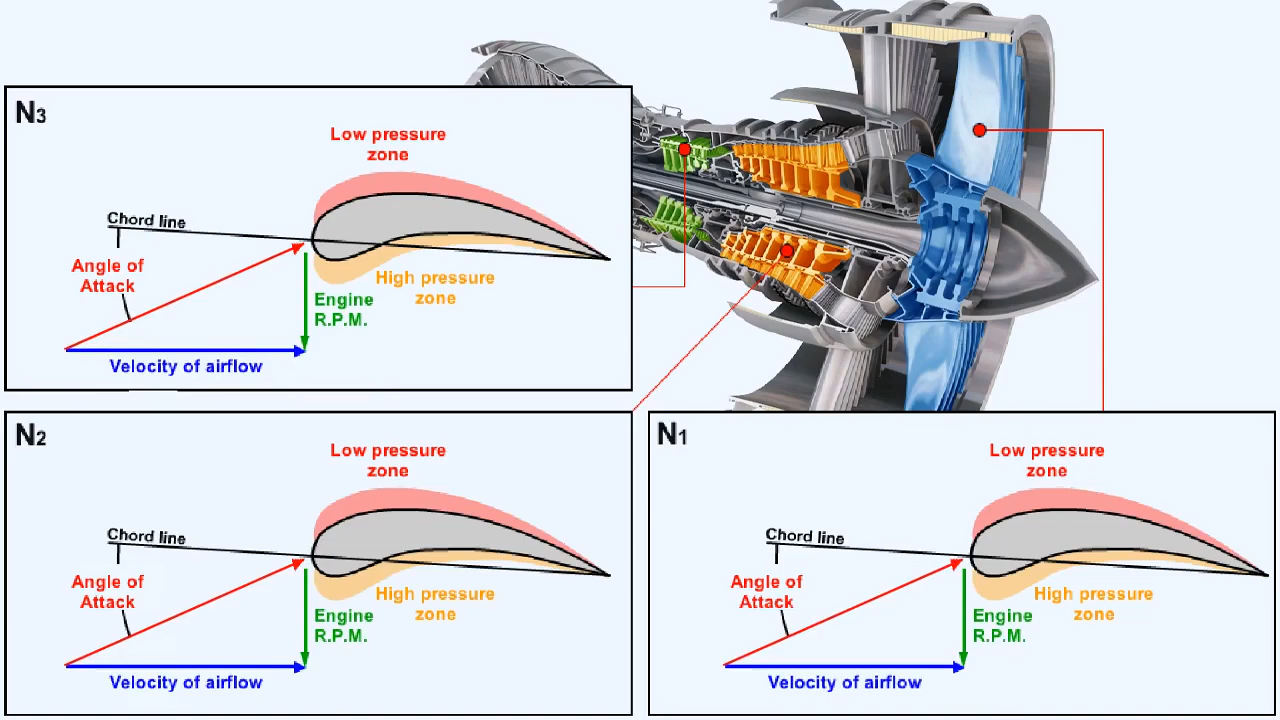 N3
Low pressure
zone
Chord line
Angle of
Attack
High pressure
zone
Engine
R.P.M.
Velocity of airflow
N2
Low pressure
zone
Chord line
Angle of
Attack
High pressure
zone
Engine
R.P.M.
Velocity of airflow
N1
Low pressure
zone
Chord line
Angle of
Attack
High pressure
zone
Engine
R.P.M.
Velocity of airflow